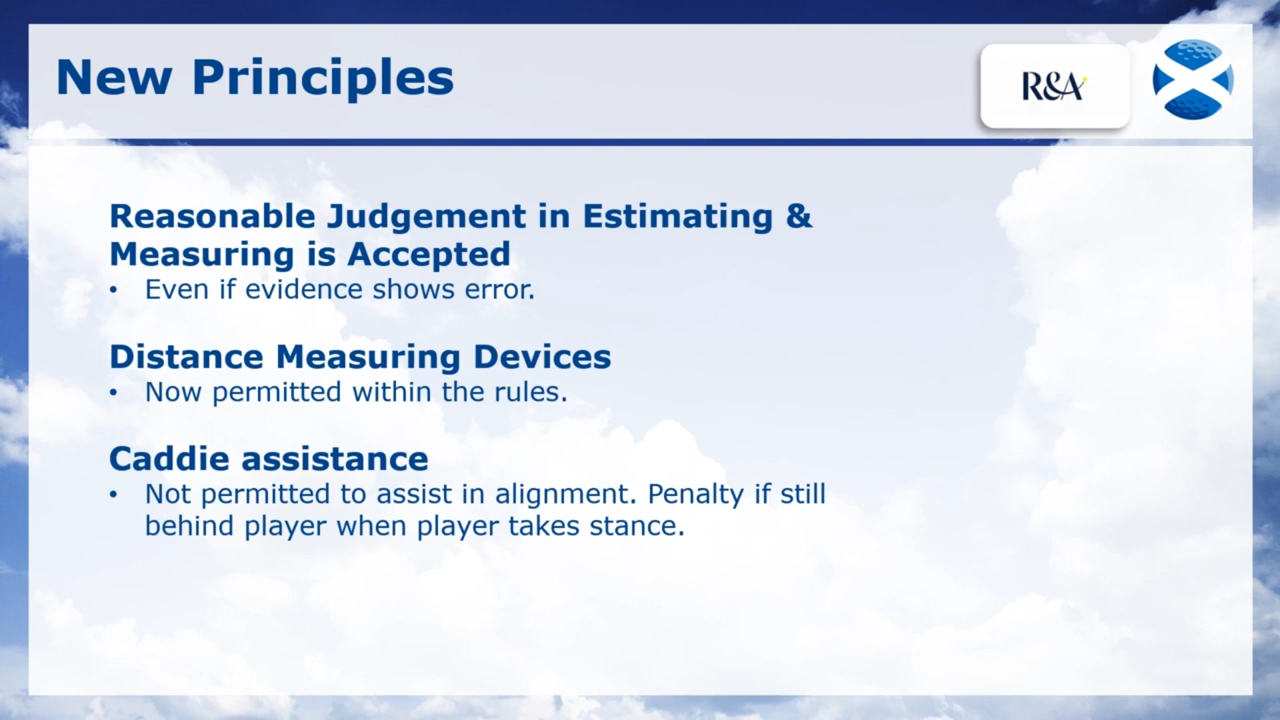 New Principles
R&A
Reasonable Judgement in Estimating &
Measuring is Accepted
• Even if evidence shows error.
Distance Measuring Devices
• Now permitted within the rules.
Caddie assistance
• Not permitted to assist in alignment. Penalty if still
behind player when player takes stance.